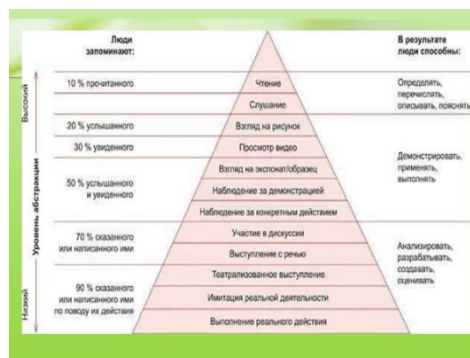 Люди
запоминают:
В результате
люди способны:
Высокий
Уровень абстракции
Низкий
10 % прочитанного
20 % услышанного
30 % увиденного
50 % услышанного
и увиденного
70 % сказанного
или написанного ими
90 % сказанного
или написанного ими
по поводу их действия
Чтение
Слушание
Взгляд на рисунок
Просмотр видео
Взгляд на экспонат/образец
Наблюдение за демонстрацией
Наблюдение за конкретным действием
Участие в дискуссии
Выступление с речью
Театрализованное выступление
Имитация реальной деятельности
Выполнение реального действия
Определять,
перечислять,
описывать, пояснять
Демонстрировать,
применять,
выполнять
Анализировать,
разрабатывать,
создавать,
оценивать